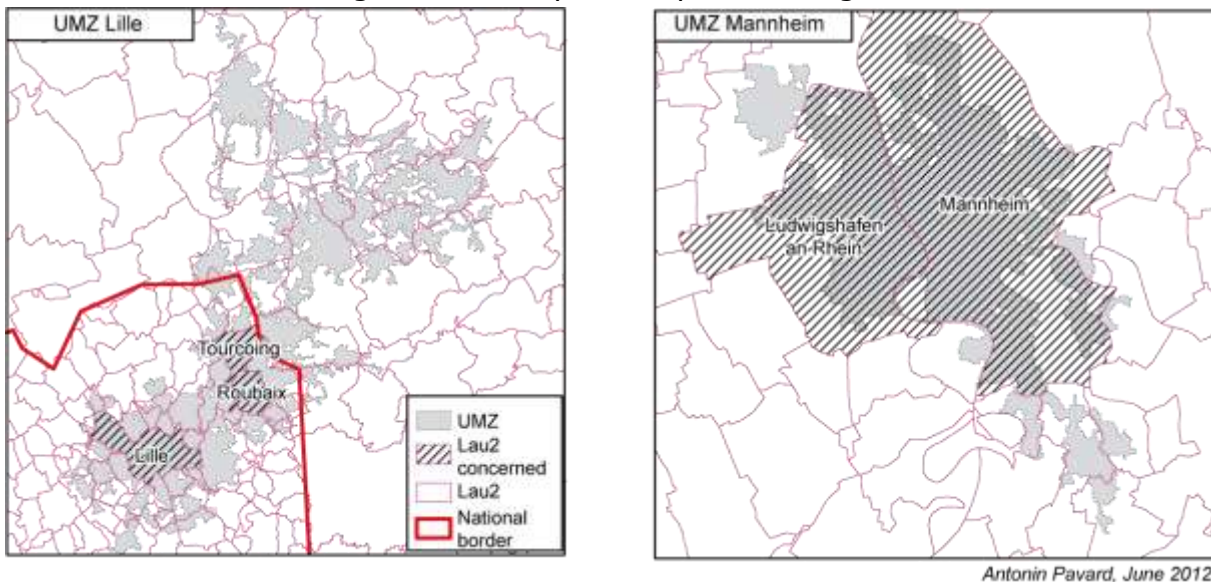 UMZ Lille
Tourcoing
Roubaix
Lille
UMZ
Lau2
concerned
Lau2
National
border
UMZ Mannheim
Ludwigshafen
an-Rhein
Mannheim
Antonin Pavard, June 2012